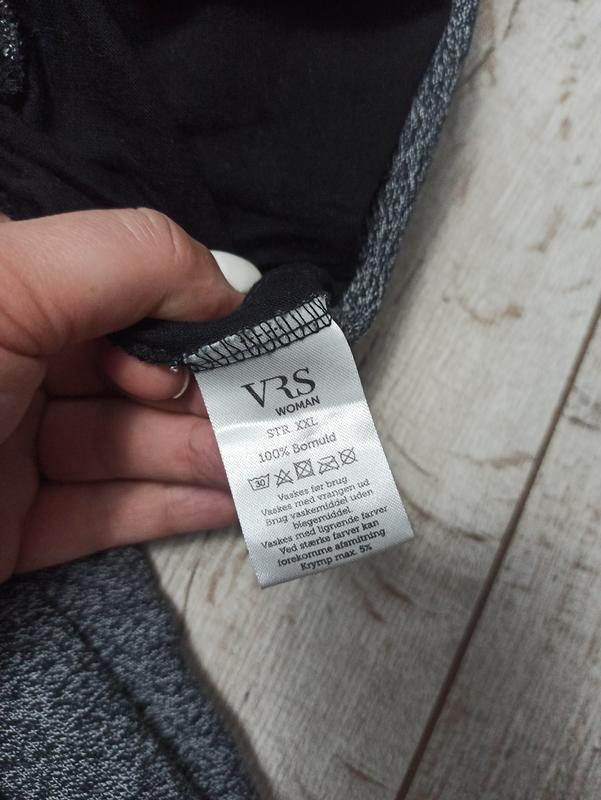 VRS
WOMAN
STR. XXL
100% Bomuld
30
Vaskes før brug
Vaskes med vrangen ud
Brug vaskemiddel uden
blegemiddel.
Vaskes med lignende farver
Ved stærke farver kan
forekomme afsmitning
Krymp max. 5%